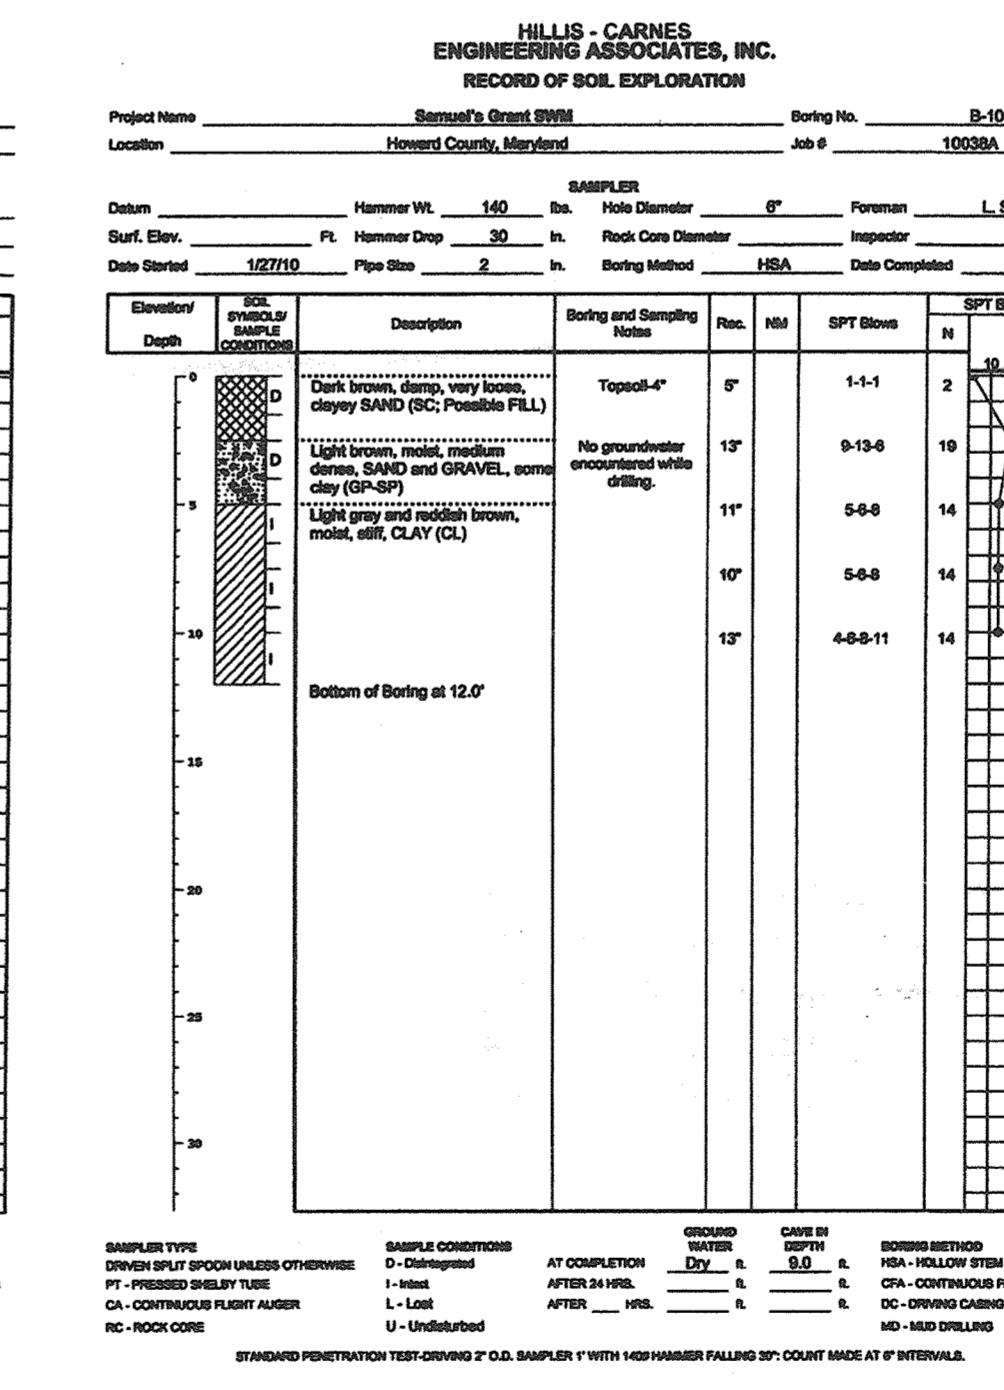 HILLIS - CARNES
ENGINEERING ASSOCIATES, INC.
RECORD OF SOIL EXPLORATION
Project Name Samuel's Grant SWM Boring No. B-10
Location Howard County, Maryland Job # 10038A
SAMPLER
Datum Hammer Wt. 140 lbs. Hole Diameter 6" Foreman L. S
Surf. Elev. Ft. Hammer Drop 30 in. Rock Core Diameter Inspector
Date Started 1/27/10 Pipe Size 2 in. Boring Method HSA Date Completed
Elevation/
Depth
SOIL
SYMBOLS/
SAMPLE
CONDITIONS
Description
Boring and Sampling
Notes
Rec.
NM
SPT Blows
SPT B
N
10
0
D
Dark brown, damp, very loose,
clayey SAND (SC; Possible FILL)
Topsoil-4"
5"
1-1-1
2
D
Light brown, moist, medium
dense, SAND and GRAVEL, some
clay (GP-SP)
No groundwater
encountered while
drilling.
13"
9-13-6
19
5
I
Light gray and reddish brown,
moist, stiff, CLAY (CL)
11"
5-6-8
14
I
10"
5-6-8
14
10
I
13"
4-6-8-11
14
Bottom of Boring at 12.0'
15
20
25
30
SAMPLER TYPE
DRIVEN SPLIT SPOON UNLESS OTHERWISE
PT - PRESSED SHELBY TUBE
CA - CONTINUOUS FLIGHT AUGER
RC - ROCK CORE
SAMPLE CONDITIONS
D - Disintegrated
I - Intact
L - Lost
U - Undisturbed
GROUND
WATER
CAVE IN
DEPTH
AT COMPLETION Dry ft. 9.0 ft.
AFTER 24 HRS. ft. ft.
AFTER ___ HRS. ft. ft.
BORING METHOD
HSA - HOLLOW STEM
CFA - CONTINUOUS F
DC - DRIVING CASING
MD - MUD DRILLING
STANDARD PENETRATION TEST-DRIVING 2" O.D. SAMPLER 1' WITH 140# HAMMER FALLING 30": COUNT MADE AT 6" INTERVALS.